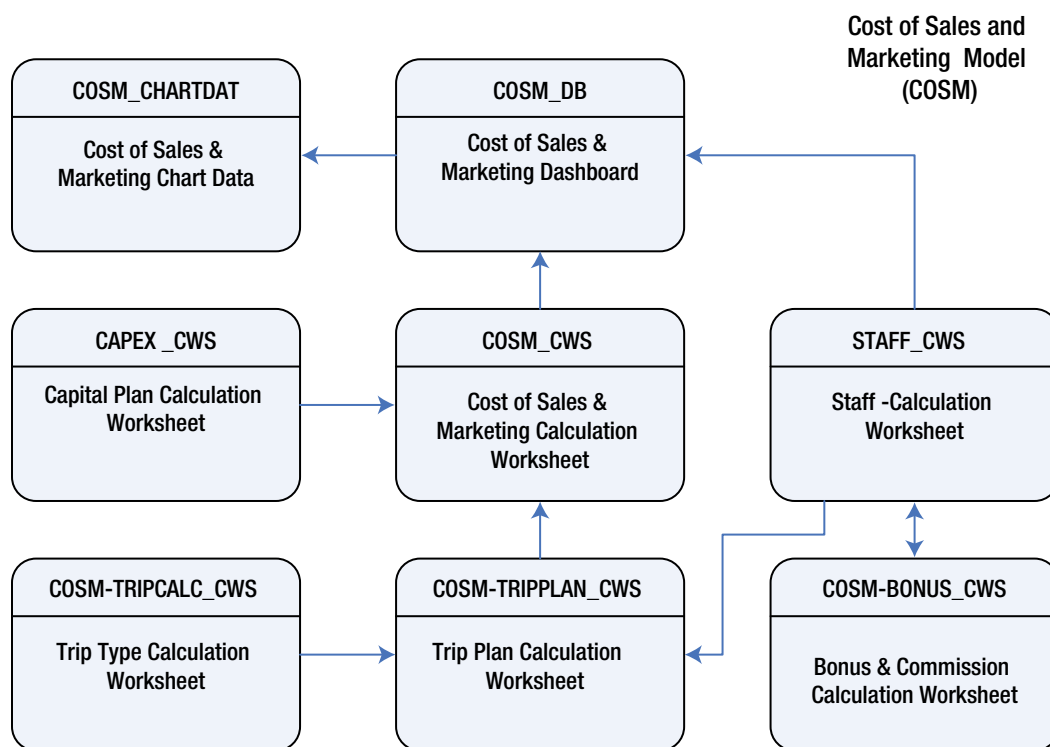 Cost of Sales and
Marketing Model
(COSM)
COSM_CHARTDAT
Cost of Sales &
Marketing Chart Data
COSM_DB
Cost of Sales &
Marketing Dashboard
CAPEX _CWS
Capital Plan Calculation
Worksheet
COSM_CWS
Cost of Sales &
Marketing Calculation
Worksheet
STAFF_CWS
Staff -Calculation
Worksheet
COSM-TRIPCALC_CWS
Trip Type Calculation
Worksheet
COSM-TRIPPLAN_CWS
Trip Plan Calculation
Worksheet
COSM-BONUS_CWS
Bonus & Commission
Calculation Worksheet